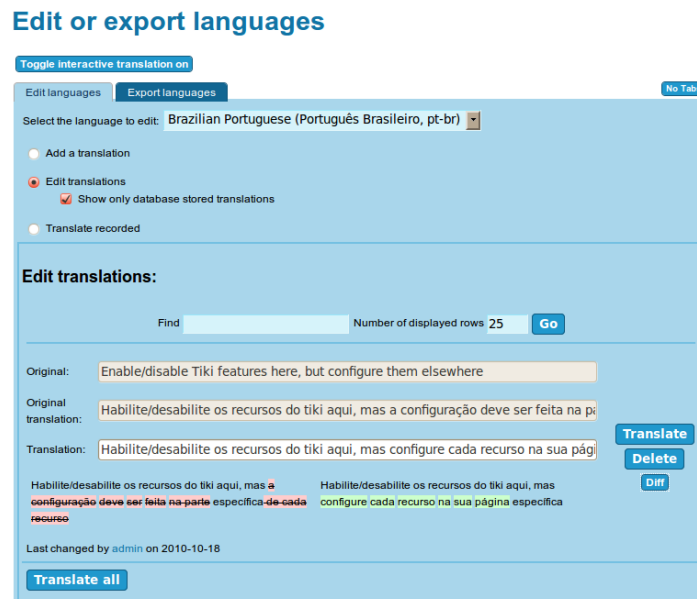 Edit or export languages
Toggle interactive translation on
Edit languages Export languages No Tab
Select the language to edit: Brazilian Portuguese (Português Brasileiro, pt-br)
Add a translation
Edit translations
Show only database stored translations
Translate recorded
Edit translations:
Find Number of displayed rows 25 Go
Original: Enable/disable Tiki features here, but configure them elsewhere
Original
translation: Habilite/desabilite os recursos do tiki aqui, mas a configuração deve ser feita na pa
Translate
Translation: Habilite/desabilite os recursos do tiki aqui, mas configure cada recurso na sua pági
Delete
Diff
Habilite/desabilite os recursos do tiki aqui, mas a
configuração deve ser feita na parte específica de cada
recurso
Habilite/desabilite os recursos do tiki aqui, mas
configure cada recurso na sua página específica
Last changed by admin on 2010-10-18
Translate all